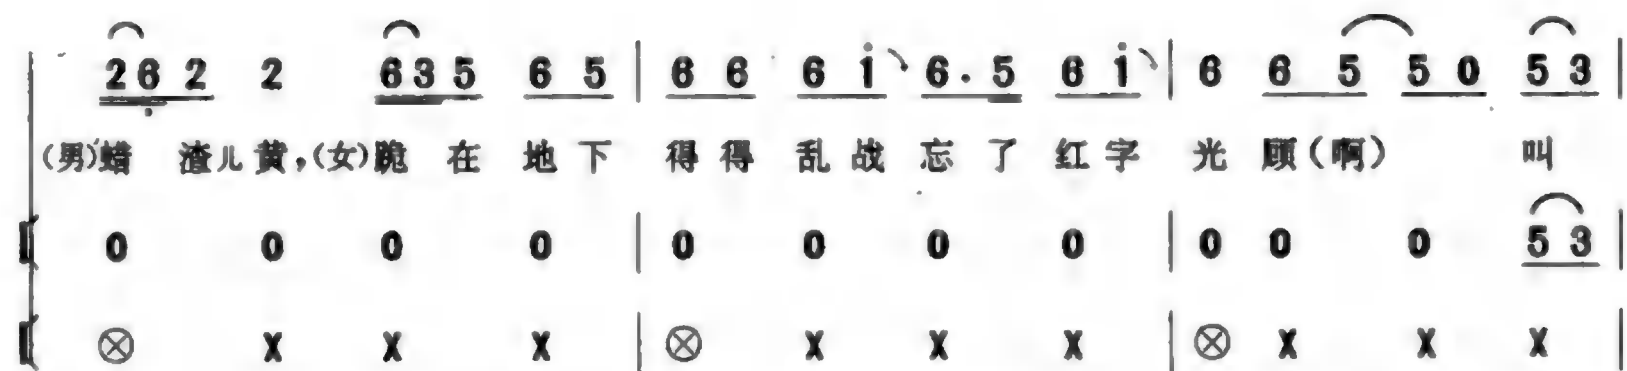 2 6 2 2 6 3 5 6 5 | 6 6 6 i 6 · 5 6 i | 6 6 5 5 0 5 3 |
(男)蜡 渣儿 黄，(女)跪 在 地 下 得 得 乱 战 忘 了 红 字 光 顾(啊) 叫
0 0 0 0 | 0 0 0 0 | 0 0 0 5 3 |
⊗ X X X | ⊗ X X X | ⊗ X X X |